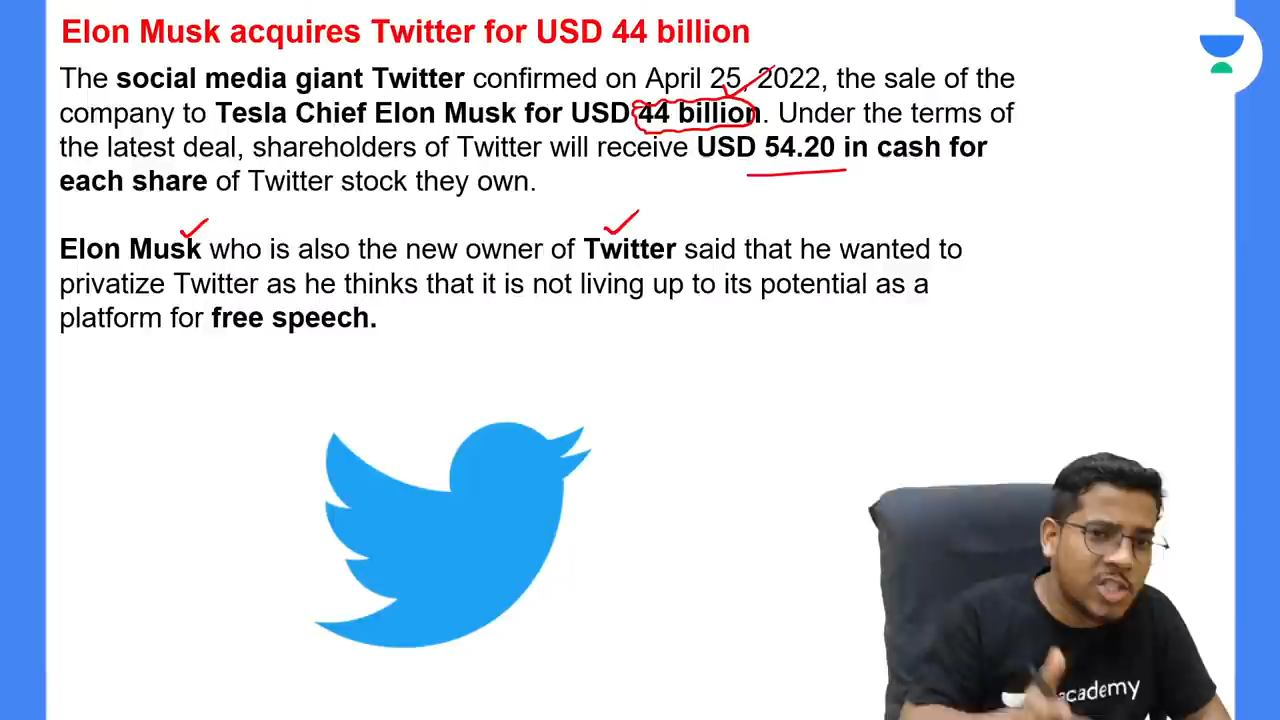 Elon Musk acquires Twitter for USD 44 billion
The social media giant Twitter confirmed on April 25, 2022, the sale of the
company to Tesla Chief Elon Musk for USD 44 billion. Under the terms of
the latest deal, shareholders of Twitter will receive USD 54.20 in cash for
each share of Twitter stock they own.
Elon Musk who is also the new owner of Twitter said that he wanted to
privatize Twitter as he thinks that it is not living up to its potential as a
platform for free speech.
academy